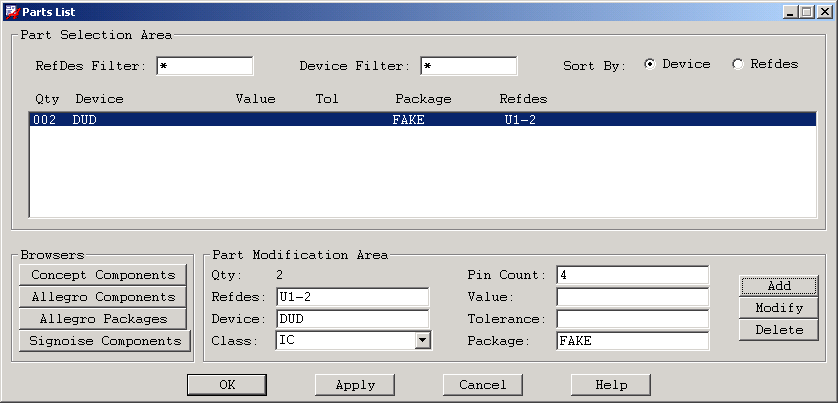 Parts List
Part Selection Area
RefDes Filter: * Device Filter: * Sort By: Device Refdes
Qty Device Value Tol Package Refdes
002 DUD FAKE U1-2
Browsers
Concept Components
Allegro Components
Allegro Packages
Signoise Components
Part Modification Area
Qty: 2 Pin Count: 4
Refdes: U1-2 Value:
Device: DUD Tolerance:
Class: IC Package: FAKE
Add
Modify
Delete
OK Apply Cancel Help